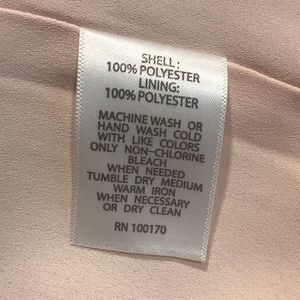 SHELL:
100% POLYESTER
LINING:
100% POLYESTER
MACHINE WASH OR
HAND WASH COLD
WITH LIKE COLORS
ONLY NON-CHLORINE
BLEACH
WHEN NEEDED
TUMBLE DRY MEDIUM
WARM IRON
WHEN NECESSARY
OR DRY CLEAN
RN 100170